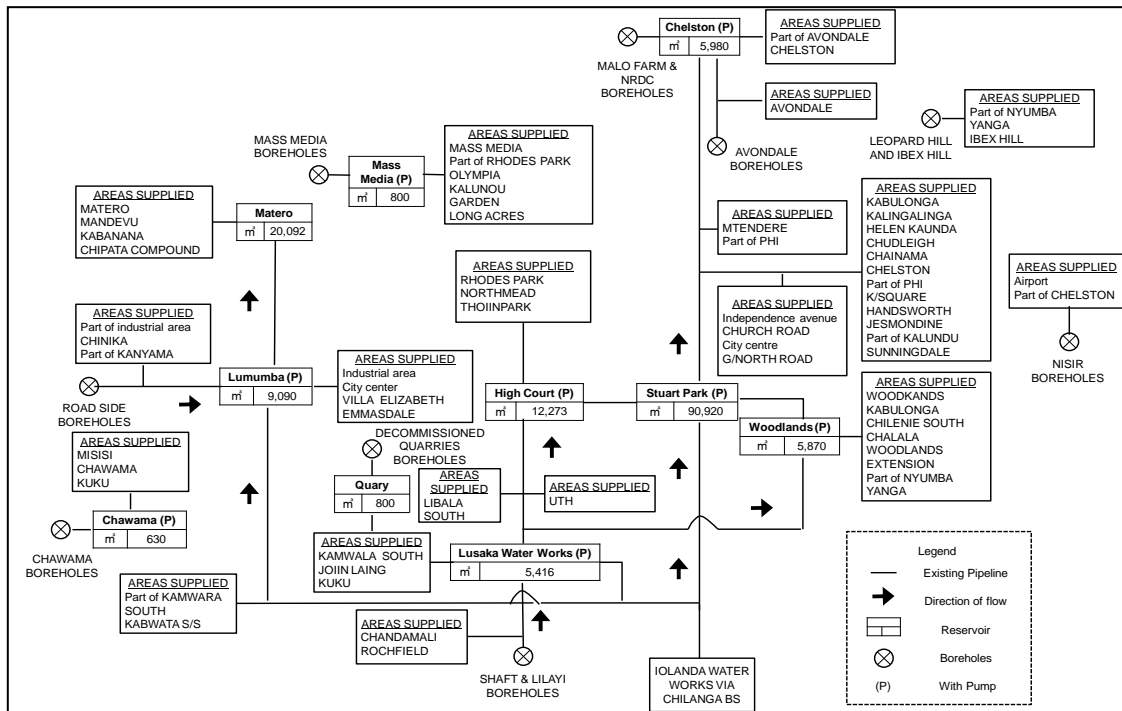 Chelston (P)
㎥ 5,980
MALO FARM &
NRDC
BOREHOLES
AREAS SUPPLIED
Part of AVONDALE
CHELSTON
AREAS SUPPLIED
AVONDALE
AVONDALE
BOREHOLES
LEOPARD HILL
AND IBEX HILL
AREAS SUPPLIED
Part of NYUMBA
YANGA
IBEX HILL
MASS MEDIA
BOREHOLES
Mass
Media (P)
㎥ 800
AREAS SUPPLIED
MASS MEDIA
Part of RHODES PARK
OLYMPIA
KALUNOU
GARDEN
LONG ACRES
AREAS SUPPLIED
MATERO
MANDEVU
KABANANA
CHIPATA COMPOUND
Matero
㎥ 20,092
AREAS SUPPLIED
MTENDERE
Part of PHI
AREAS SUPPLIED
KABULONGA
KALINGALINGA
HELEN KAUNDA
CHUDLEIGH
CHAINAMA
CHELSTON
Part of PHI
K/SQUARE
HANDSWORTH
JESMONDINE
Part of KALUNDU
SUNNINGDALE
AREAS SUPPLIED
Airport
Part of CHELSTON
NISIR
BOREHOLES
AREAS SUPPLIED
RHODES PARK
NORTHMEAD
THOIINPARK
AREAS SUPPLIED
Independence avenue
CHURCH ROAD
City centre
G/NORTH ROAD
AREAS SUPPLIED
Part of industrial area
CHINIKA
Part of KANYAMA
ROAD SIDE
BOREHOLES
Lumumba (P)
㎥ 9,090
AREAS SUPPLIED
Industrial area
City center
VILLA ELIZABETH
EMMASDALE
High Court (P)
㎥ 12,273
Stuart Park (P)
㎥ 90,920
Woodlands (P)
㎥ 5,870
AREAS SUPPLIED
WOODKANDS
KABULONGA
CHILENIE SOUTH
CHALALA
WOODLANDS
EXTENSION
Part of NYUMBA
YANGA
DECOMMISSIONED
QUARRIES
BOREHOLES
Quary
㎥ 800
AREAS
SUPPLIED
LIBALA
SOUTH
AREAS SUPPLIED
UTH
AREAS SUPPLIED
MISISI
CHAWAMA
KUKU
Chawama (P)
㎥ 630
CHAWAMA
BOREHOLES
AREAS SUPPLIED
KAMWALA SOUTH
JOIIN LAING
KUKU
Lusaka Water Works (P)
㎥ 5,416
AREAS SUPPLIED
Part of KAMWARA
SOUTH
KABWATA S/S
AREAS SUPPLIED
CHANDAMALI
ROCHFIELD
SHAFT & LILAYI
BOREHOLES
IOLANDA WATER
WORKS VIA
CHILANGA BS
Legend
Existing Pipeline
Direction of flow
Reservoir
Boreholes
(P) With Pump